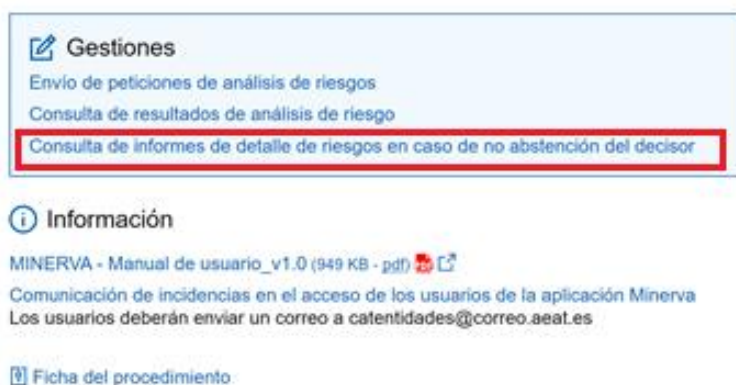 Gestiones
Envío de peticiones de análisis de riesgos
Consulta de resultados de análisis de riesgo
Consulta de informes de detalle de riesgos en caso de no abstención del decisor
Información
MINERVA - Manual de usuario_v1.0 (949 KB - pdf)
Comunicación de incidencias en el acceso de los usuarios de la aplicación Minerva
Los usuarios deberán enviar un correo a catentidades@correo.aeat.es
Ficha del procedimiento